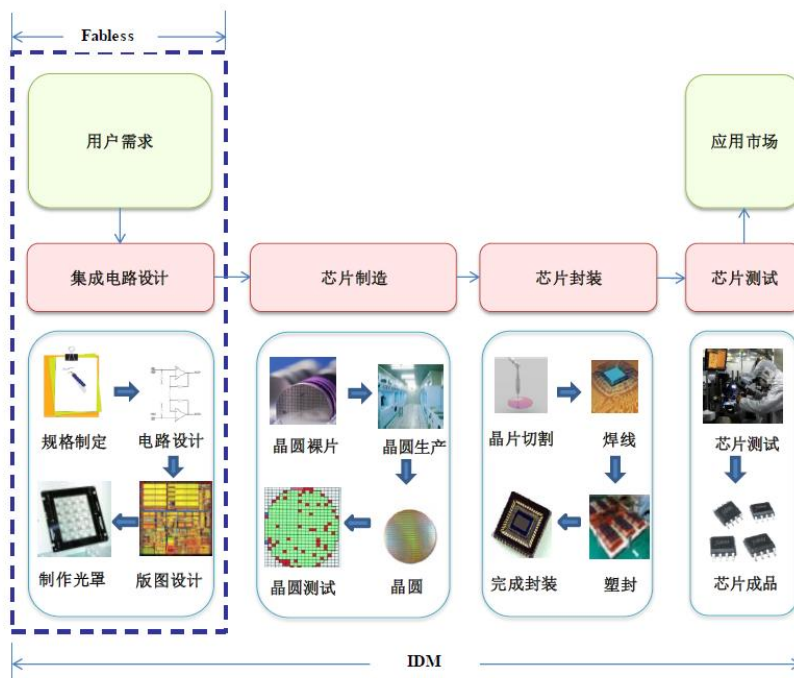 Fabless
用户需求
应用市场
集成电路设计
芯片制造
芯片封装
芯片测试
规格制定
电路设计
晶圆裸片
晶圆生产
晶片切割
焊线
芯片测试
制作光罩
版图设计
晶圆测试
晶圆
完成封装
塑封
芯片成品
IDM